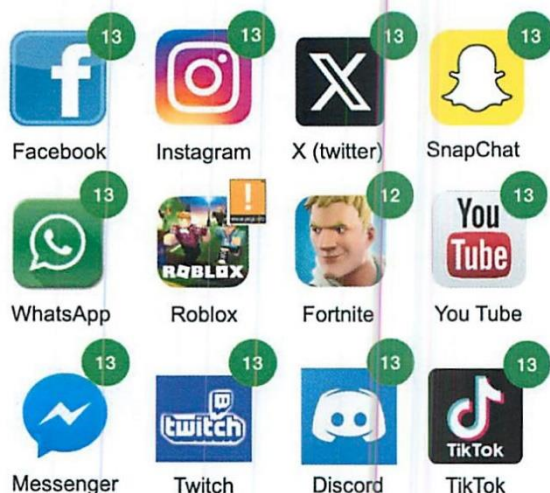 13 13 13 13
f
Facebook Instagram X (twitter) SnapChat
13 ! 12 13
ROBLOX
You
Tube
WhatsApp Roblox Fortnite You Tube
13 13 13 13
twitch
TikTok
Messenger Twitch Discord TikTok